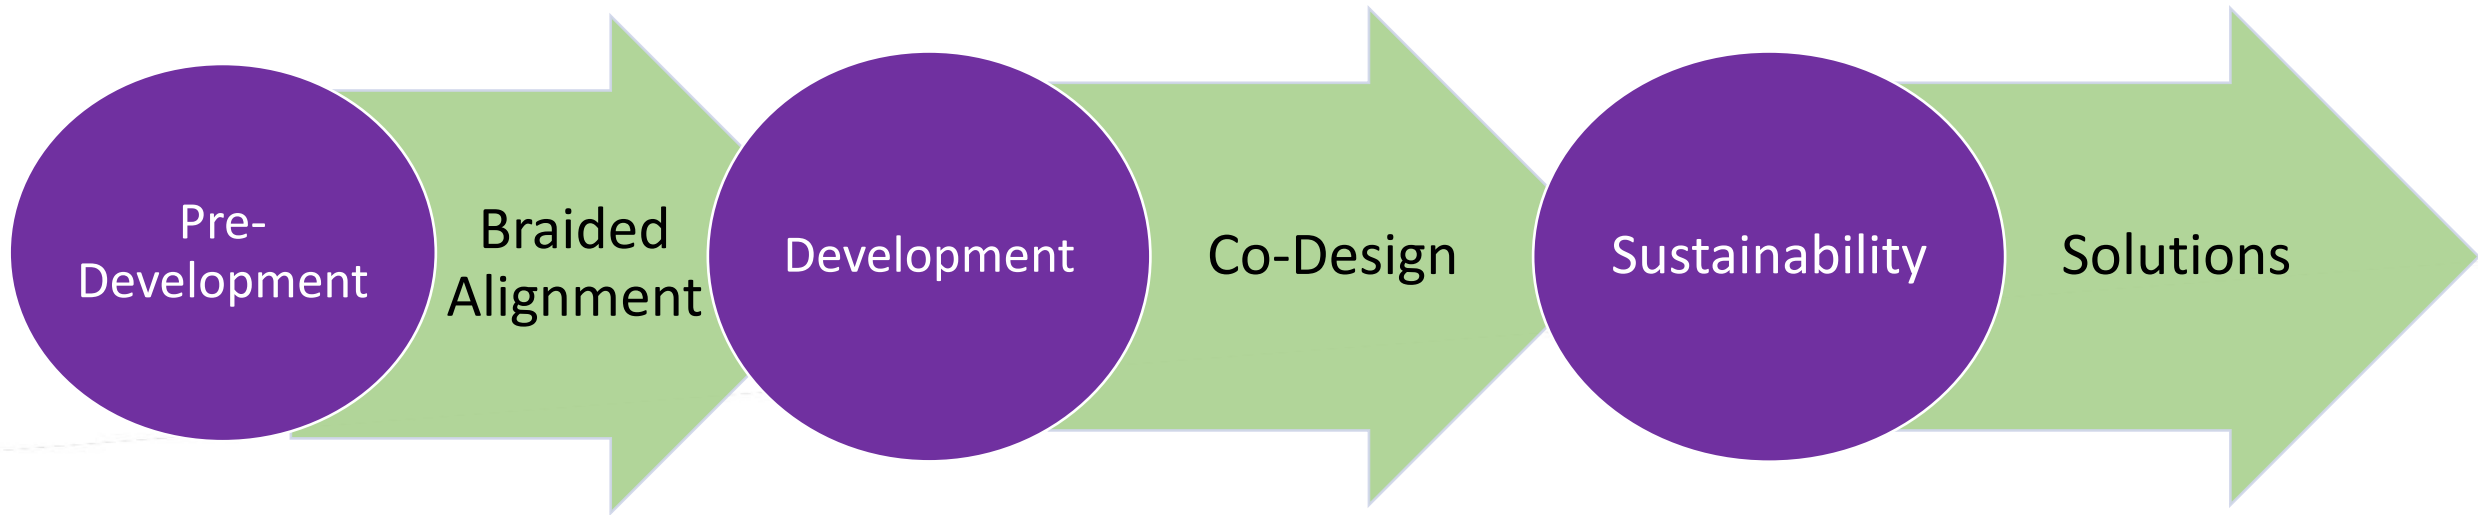 Pre-
Development
Braided
Alignment
Development
Co-Design
Sustainability
Solutions